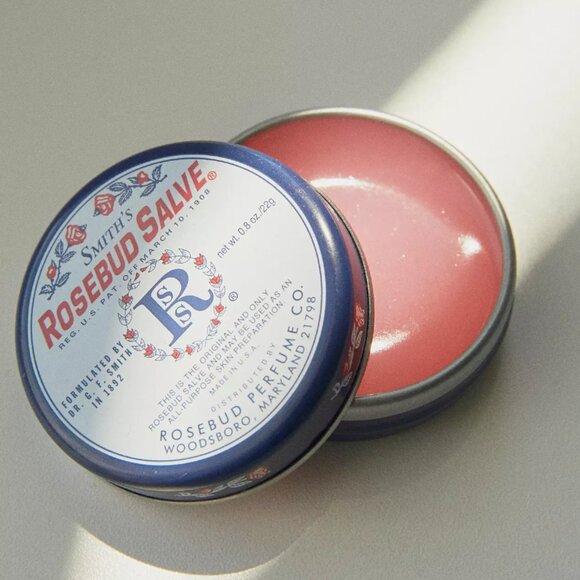 SMITH'S
ROSEBUD SALVE®
REG. U.S. PAT. OFF. MARCH 10, 1908
net wt. 0.8 oz./22g
RSS®
FORMULATED BY
DR. G. F. SMITH
IN 1892
THIS IS THE ORIGINAL AND ONLY
ROSEBUD SALVE AND MAY BE USED AS AN
ALL-PURPOSE SKIN PREPARATION.
MADE IN U.S.A.
DISTRIBUTED BY
ROSEBUD PERFUME CO.
WOODSBORO, MARYLAND 21798